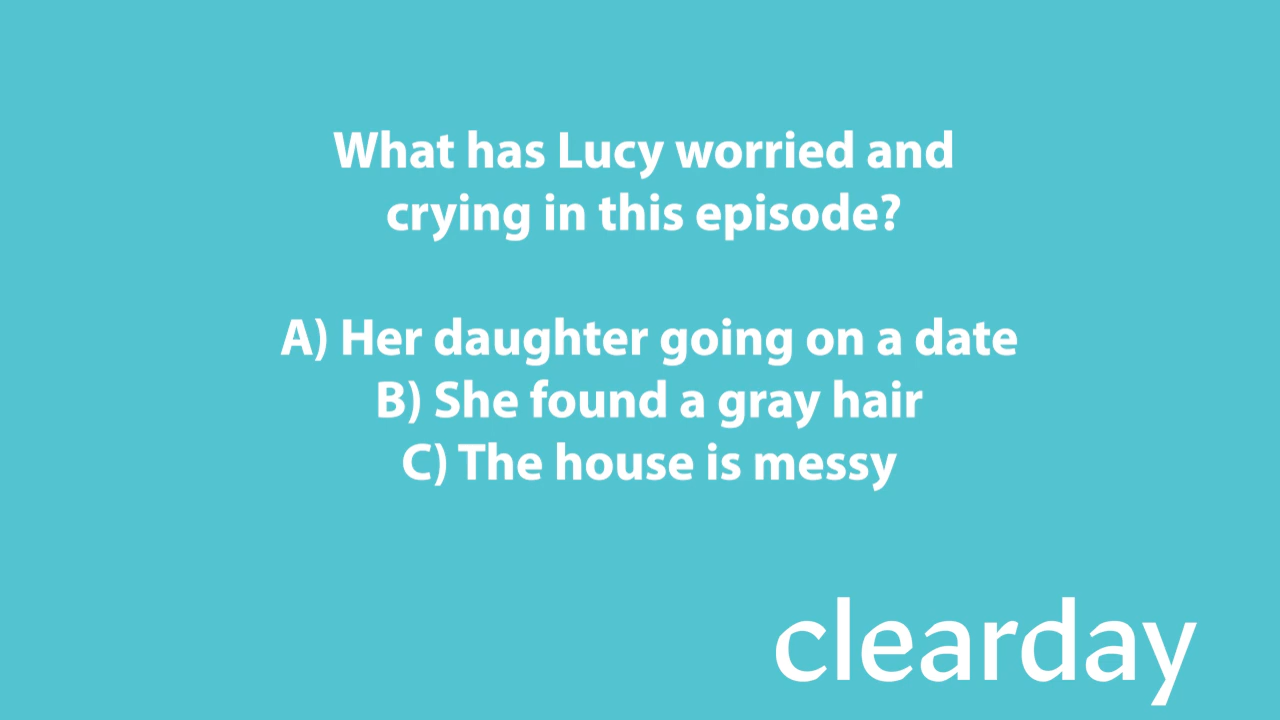 What has Lucy worried and
crying in this episode?
A) Her daughter going on a date
B) She found a gray hair
C) The house is messy
clearday